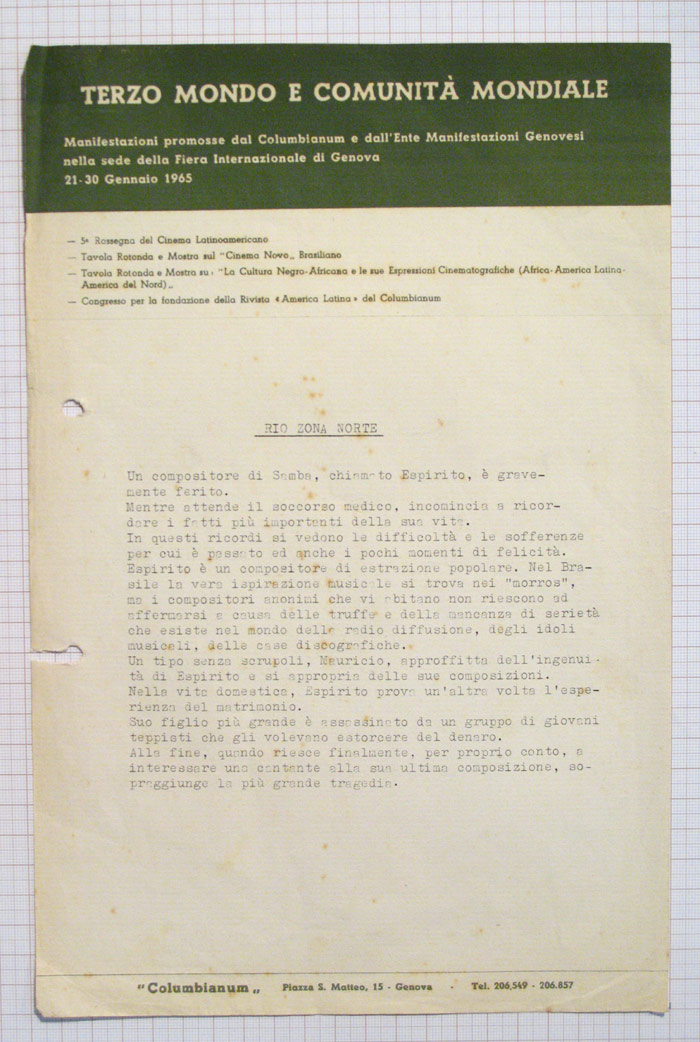 TERZO MONDO E COMUNITÀ MONDIALE
Manifestazioni promosse dal Columbianum e dall'Ente Manifestazioni Genovesi
nella sede della Fiera Internazionale di Genova
21-30 Gennaio 1965
— 5ª Rassegna del Cinema Latinoamericano
— Tavola Rotonda e Mostra sul "Cinema Novo„ Brasiliano
— Tavola Rotonda e Mostra su: "La Cultura Negro-Africana e le sue Espressioni Cinematografiche (Africa-America Latina-
America del Nord)„
— Congresso per la fondazione della Rivista «America Latina» del Columbianum
RIO ZONA NORTE
Un compositore di Samba, chiamato Espirito, è grave-
mente ferito.
Mentre attende il soccorso medico, incomincia a ricor-
dare i fatti più importanti della sua vita.
In questi ricordi si vedono le difficoltà e le sofferenze
per cui è passato ed anche i pochi momenti di felicità.
Espirito è un compositore di estrazione popolare. Nel Bra-
sile la vera ispirazione musicale si trova nei "morros",
ma i compositori anonimi che vi abitano non riescono ad
affermarsi a causa delle truffe e della mancanza di serietà
che esiste nel mondo della radio diffusione, degli idoli
musicali, delle case discografiche.
Un tipo senza scrupoli, Mauricio, approffitta dell'ingenui-
tà di Espirito e si appropria delle sue composizioni.
Nella vita domestica, Espirito prova un'altra volta l'espe-
rienza del matrimonio.
Suo figlio più grande è assassinato da un gruppo di giovani
teppisti che gli volevano estorcere del denaro.
Alla fine, quando riesce finalmente, per proprio conto, a
interessare una cantante alla sua ultima composizione, so-
praggiunge la più grande tragedia.
"Columbianum„ Piazza S. Matteo, 15 - Genova - Tel. 206.549 - 206.857